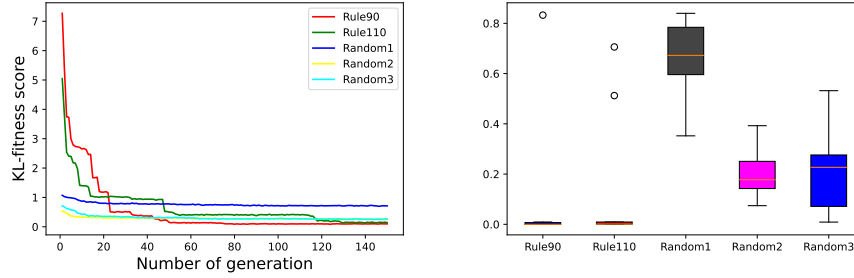 KL-fitness score
7
6
5
4
3
2
1
0
0 20 40 60 80 100 120 140
Number of generation
Rule90
Rule110
Random1
Random2
Random3
0.8
0.6
0.4
0.2
0.0
Rule90 Rule110 Random1 Random2 Random3